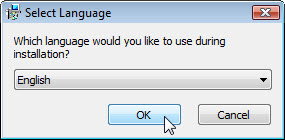 Select Language
Which language would you like to use during
installation?
English
OK
Cancel